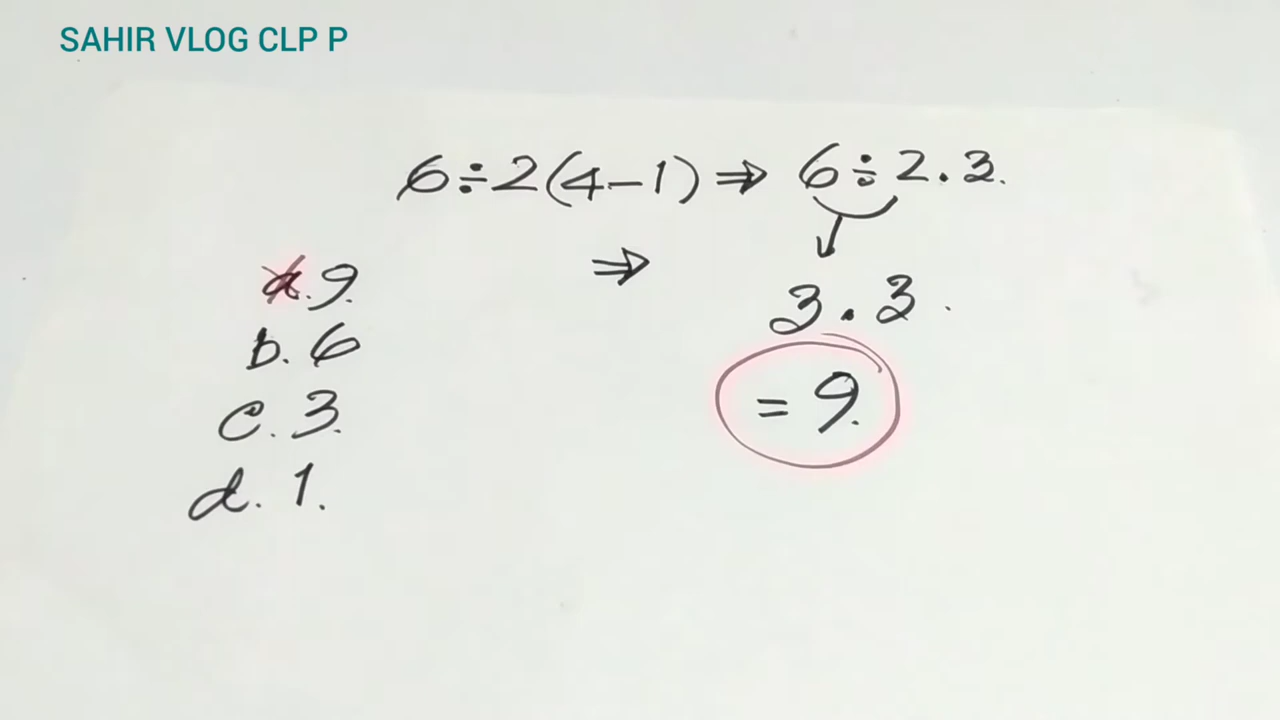 SAHIR VLOG CLP P
6÷2(4-1) ⇒ 6÷2.3.
⇒ 3.3.
= 9.
a. 9.
b. 6
c. 3.
d. 1.